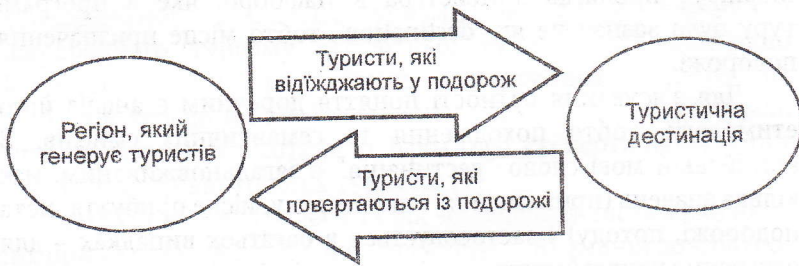 Туристи, які
відїжджають у подорож
Регіон, який
генерує туристів
Туристична
дестинація
Туристи, які
повертаються із подорожі